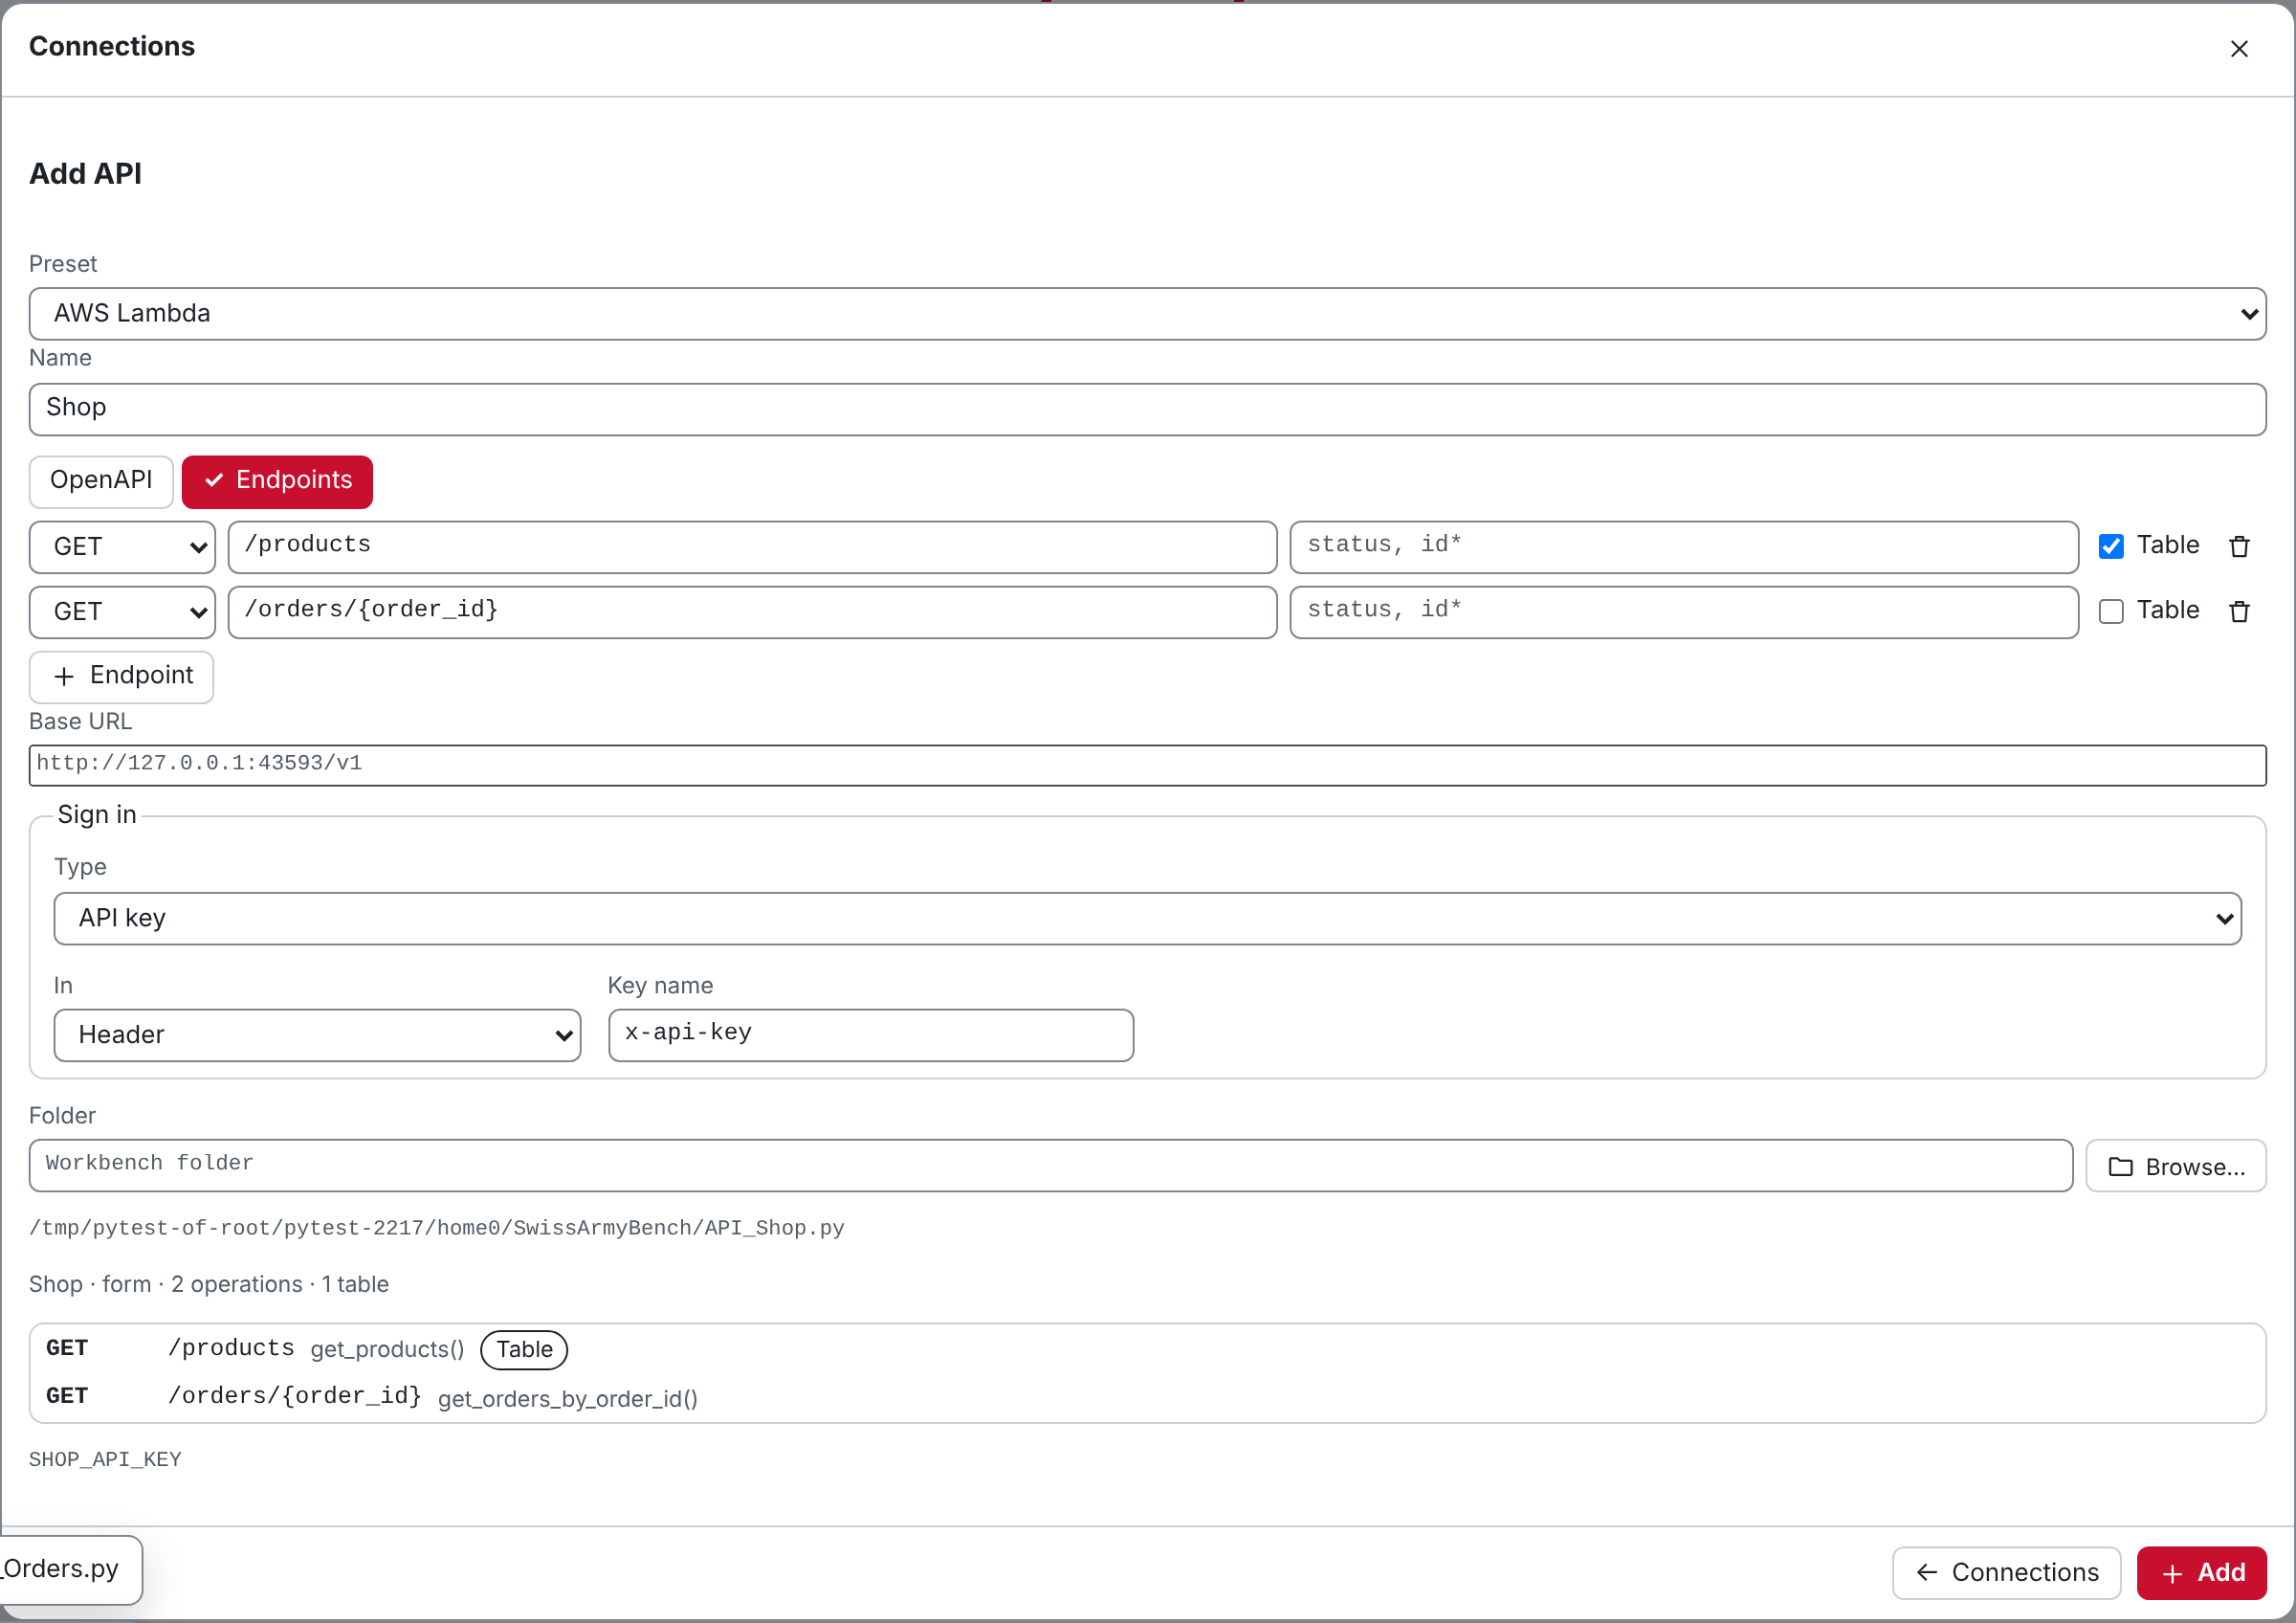 Connections
Add API
Preset
AWS Lambda
Name
Shop
OpenAPI Endpoints
GET /products status, id* Table
GET /orders/{order_id} status, id* Table
+ Endpoint
Base URL
http://127.0.0.1:43593/v1
Sign in
Type
API key
In Key name
Header x-api-key
Folder
Workbench folder Browse...
/tmp/pytest-of-root/pytest-2217/home0/SwissArmyBench/API_Shop.py
Shop · form · 2 operations · 1 table
GET /products get_products() Table
GET /orders/{order_id} get_orders_by_order_id()
SHOP_API_KEY
_Orders.py
← Connections + Add